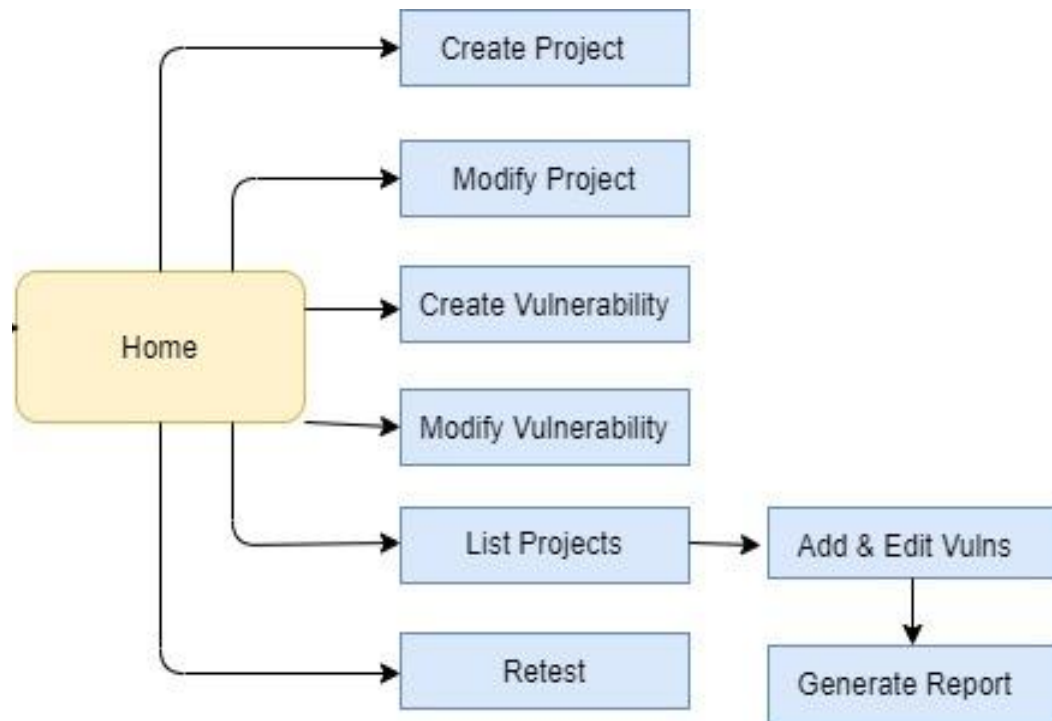 Create Project
Modify Project
Create Vulnerability
Home
Modify Vulnerability
List Projects
Add & Edit Vulns
Retest
Generate Report